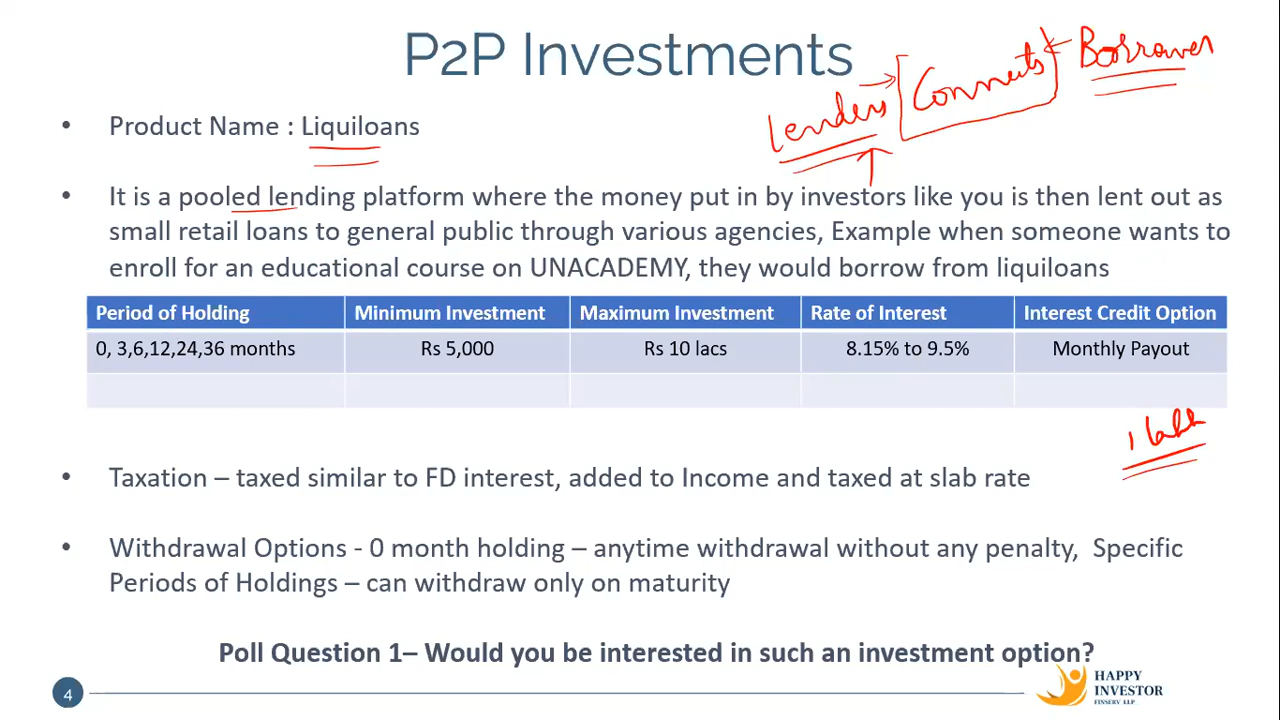 P2P Investments
Lenders
Connects
Borrower
• Product Name : Liquiloans
• It is a pooled lending platform where the money put in by investors like you is then lent out as
small retail loans to general public through various agencies, Example when someone wants to
enroll for an educational course on UNACADEMY, they would borrow from liquiloans
Period of Holding Minimum Investment Maximum Investment Rate of Interest Interest Credit Option
0, 3,6,12,24,36 months Rs 5,000 Rs 10 lacs 8.15% to 9.5% Monthly Payout
1 lakh
• Taxation – taxed similar to FD interest, added to Income and taxed at slab rate
• Withdrawal Options - 0 month holding – anytime withdrawal without any penalty, Specific
Periods of Holdings – can withdraw only on maturity
Poll Question 1– Would you be interested in such an investment option?
4
HAPPY
INVESTOR
FINSERV LLP